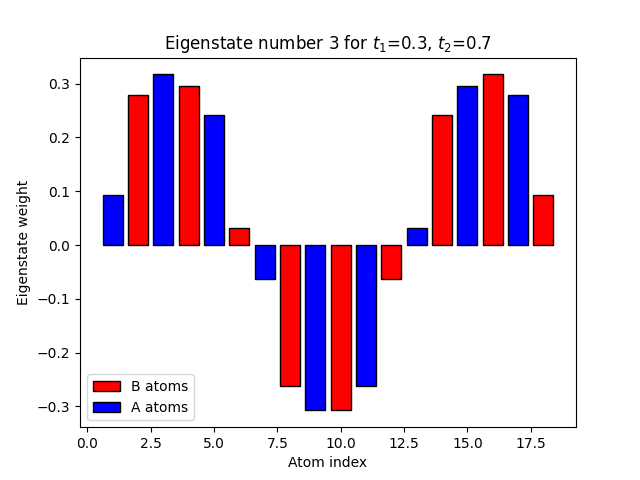 Eigenstate number 3 for t₁=0.3, t₂=0.7
Eigenstate weight
0.3
0.2
0.1
0.0
−0.1
−0.2
−0.3
B atoms
A atoms
0.0 2.5 5.0 7.5 10.0 12.5 15.0 17.5
Atom index